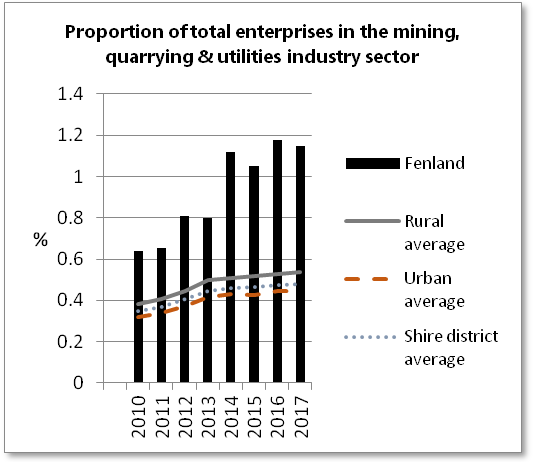 Proportion of total enterprises in the mining,
quarrying & utilities industry sector
1.4
1.2
1
0.8
0.6
0.4
0.2
0
%
2010
2011
2012
2013
2014
2015
2016
2017
Fenland
Rural
average
Urban
average
Shire district
average